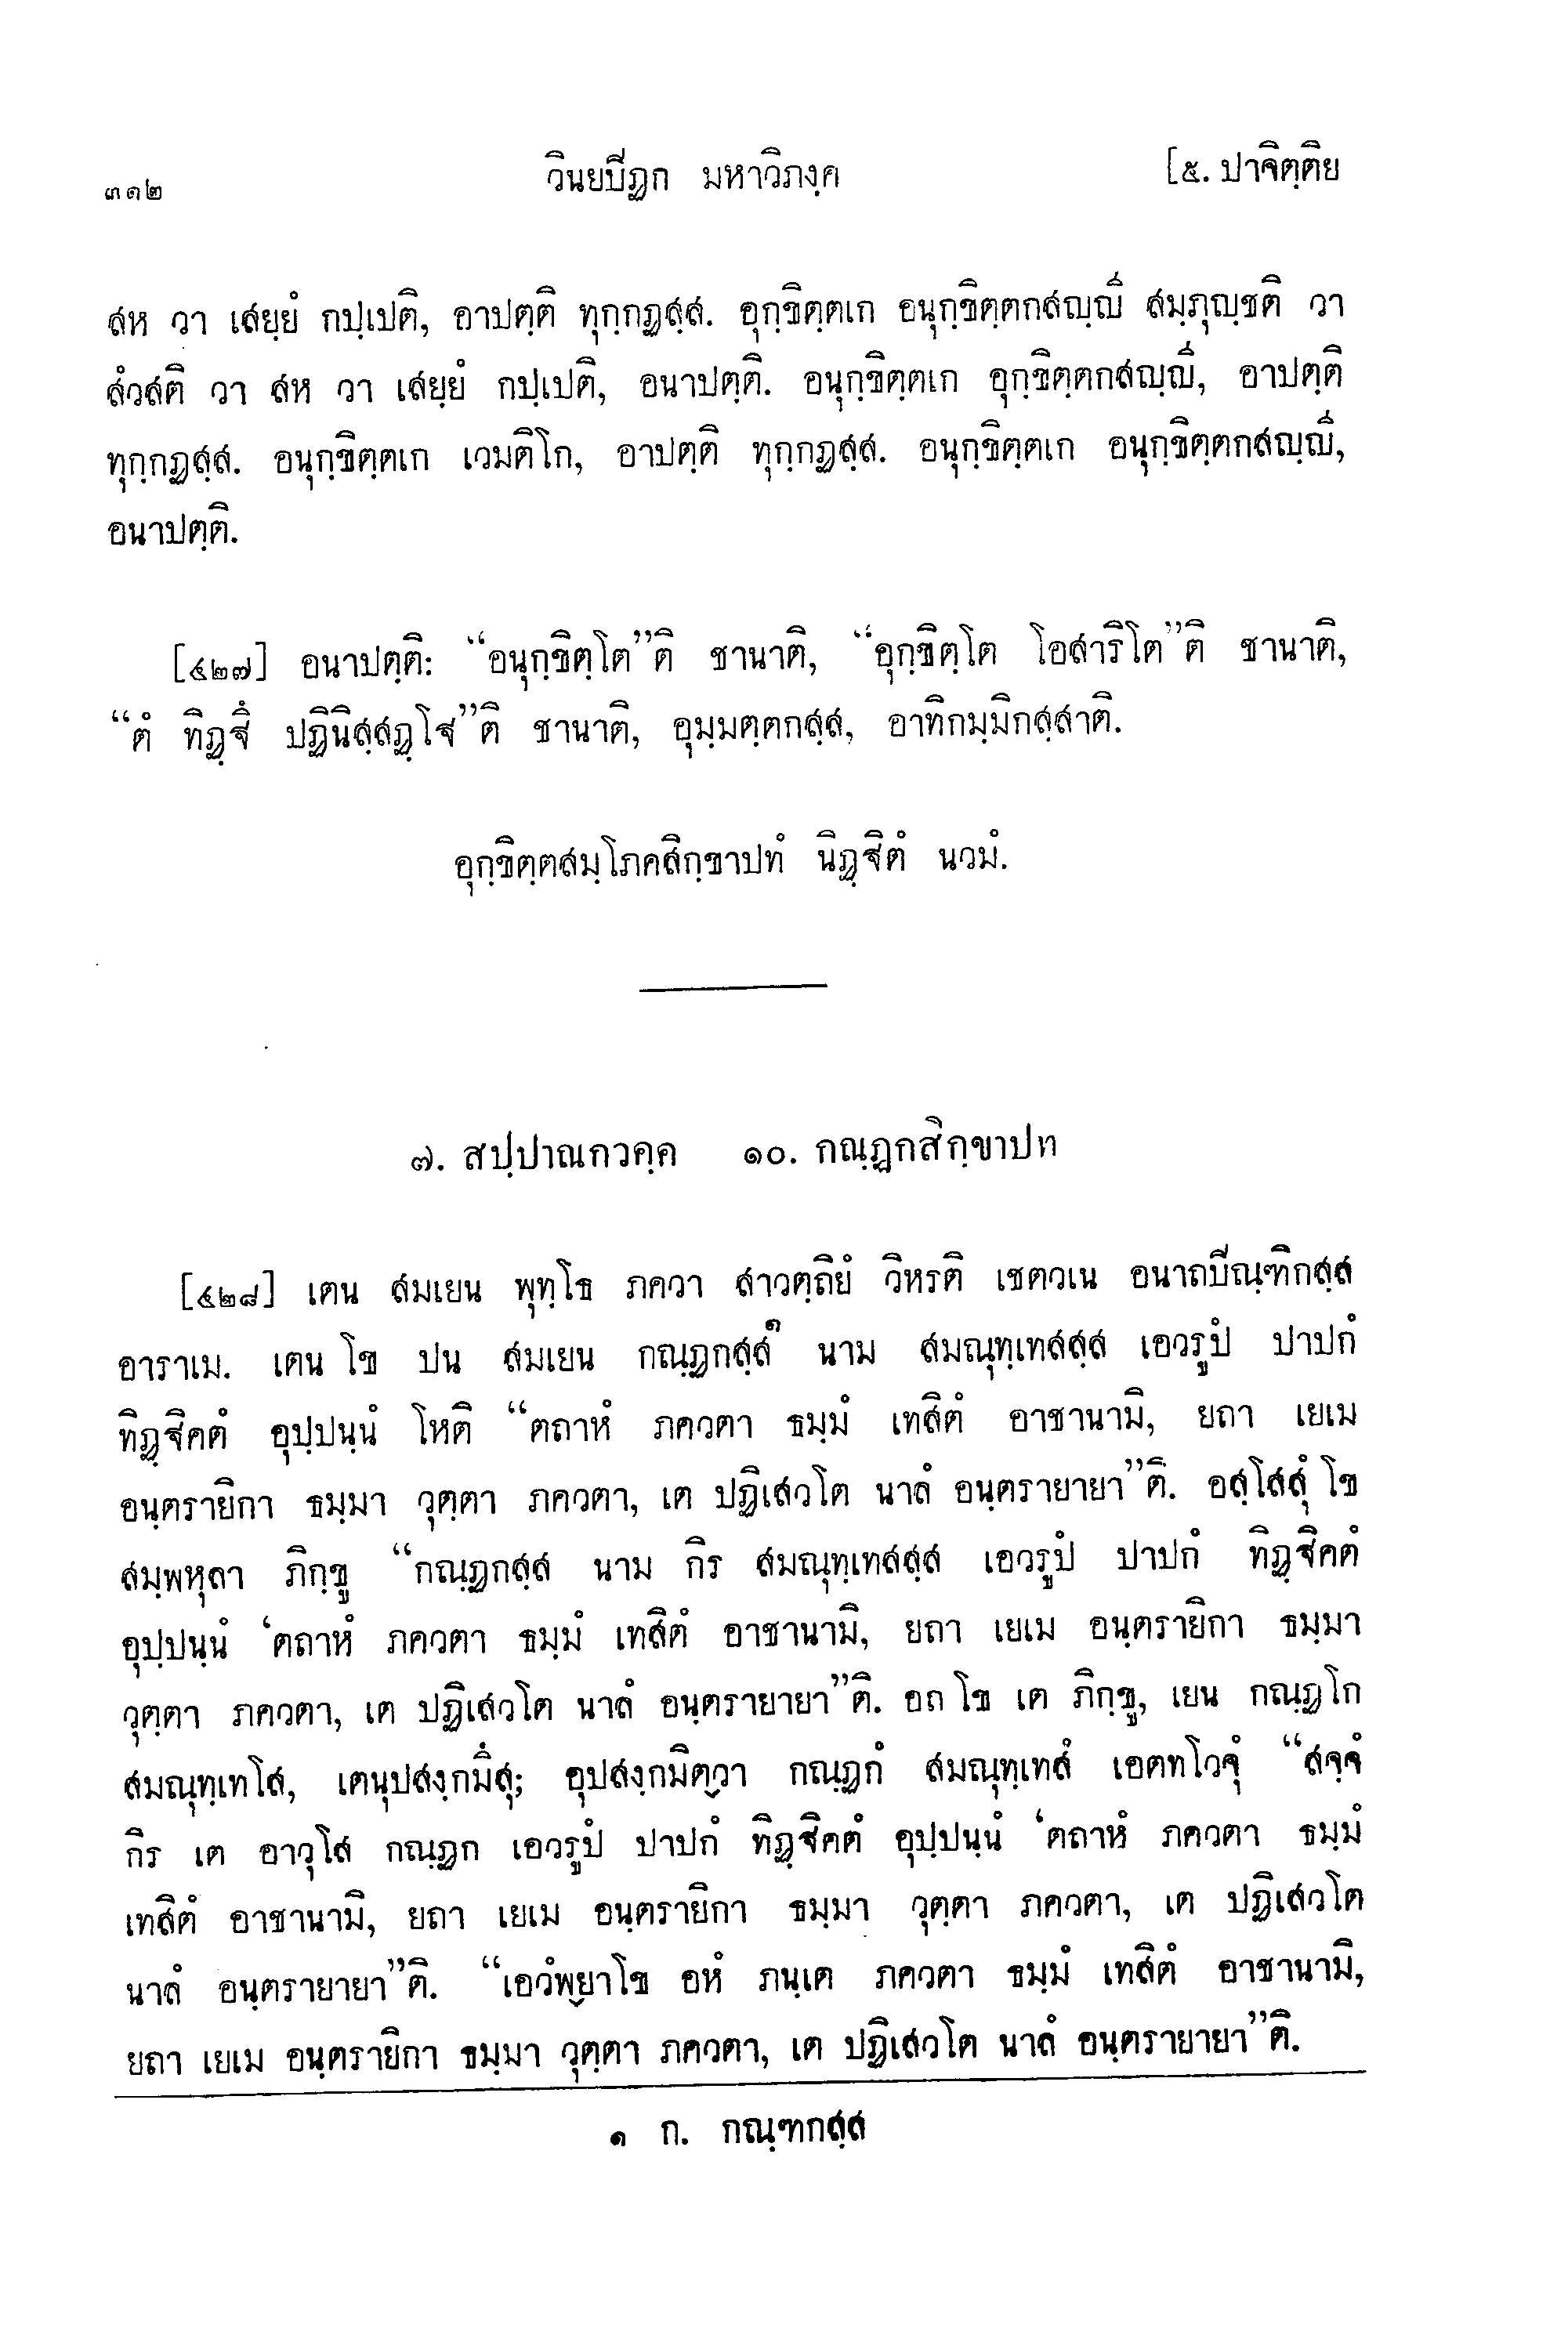 ๓๑๒ วินยปิฏก มหาวิภงฺค [๕. ปาจิตฺติย
สห วา เสยฺยํ กปฺเปติ, อาปตฺติ ทุกฺกฏสฺส. อุกฺขิตฺตเก อนุกฺขิตฺตกสญฺญี สมฺภุญฺชติ วา
สํวสติ วา สห วา เสยฺยํ กปฺเปติ, อนาปตฺติ. อนุกฺขิตฺตเก อุกฺขิตฺตกสญฺญี, อาปตฺติ
ทุกฺกฏสฺส. อนุกฺขิตฺตเก เวมติโก, อาปตฺติ ทุกฺกฏสฺส. อนุกฺขิตฺตเก อนุกฺขิตฺตกสญฺญี,
อนาปตฺติ.
[๔๒๗] อนาปตฺติ: “อนุกฺขิตฺโต”ติ ชานาติ, “อุกฺขิตฺโต โอสาริโต”ติ ชานาติ,
“ตํ ทิฏฺฐึ ปฏินิสฺสฏฺโฐ”ติ ชานาติ, อุมฺมตฺตกสฺส, อาทิกมฺมิกสฺสาติ.
อุกฺขิตฺตสมฺโภคสิกฺขาปทํ นิฏฺฐิตํ นวมํ.
๗. สปฺปาณกวคฺค ๑๐. กณฺฏกสิกฺขาปท
[๔๒๘] เตน สมเยน พุทฺโธ ภควา สาวตฺถิยํ วิหรติ เชตวเน อนาถปิณฺฑิกสฺส
อาราเม. เตน โข ปน สมเยน กณฺฏกสฺส๑ นาม สมณุทฺเทสสฺส เอวรูปํ ปาปกํ
ทิฏฺฐิคตํ อุปฺปนฺนํ โหติ “ตถาหํ ภควตา ธมฺมํ เทสิตํ อาชานามิ, ยถา เยเม
อนฺตรายิกา ธมฺมา วุตฺตา ภควตา, เต ปฏิเสวโต นาลํ อนฺตรายายา”ติ. อสฺโสสุํ โข
สมฺพหุลา ภิกฺขู “กณฺฏกสฺส นาม กิร สมณุทฺเทสสฺส เอวรูปํ ปาปกํ ทิฏฺฐิคตํ
อุปฺปนฺนํ ‘ตถาหํ ภควตา ธมฺมํ เทสิตํ อาชานามิ, ยถา เยเม อนฺตรายิกา ธมฺมา
วุตฺตา ภควตา, เต ปฏิเสวโต นาลํ อนฺตรายายา”ติ. อถ โข เต ภิกฺขู, เยน กณฺฏโก
สมณุทฺเทโส, เตนุปสงฺกมึสุ; อุปสงฺกมิตฺวา กณฺฏกํ สมณุทฺเทสํ เอตทโวจุํ “สจฺจํ
กิร เต อาวุโส กณฺฏก เอวรูปํ ปาปกํ ทิฏฺฐิคตํ อุปฺปนฺนํ ‘ตถาหํ ภควตา ธมฺมํ
เทสิตํ อาชานามิ, ยถา เยเม อนฺตรายิกา ธมฺมา วุตฺตา ภควตา, เต ปฏิเสวโต
นาลํ อนฺตรายายา”ติ. “เอวํพฺยาโข อหํ ภนฺเต ภควตา ธมฺมํ เทสิตํ อาชานามิ,
ยถา เยเม อนฺตรายิกา ธมฺมา วุตฺตา ภควตา, เต ปฏิเสวโต นาลํ อนฺตรายายา”ติ.
๑ ก. กณฺฑกสฺส